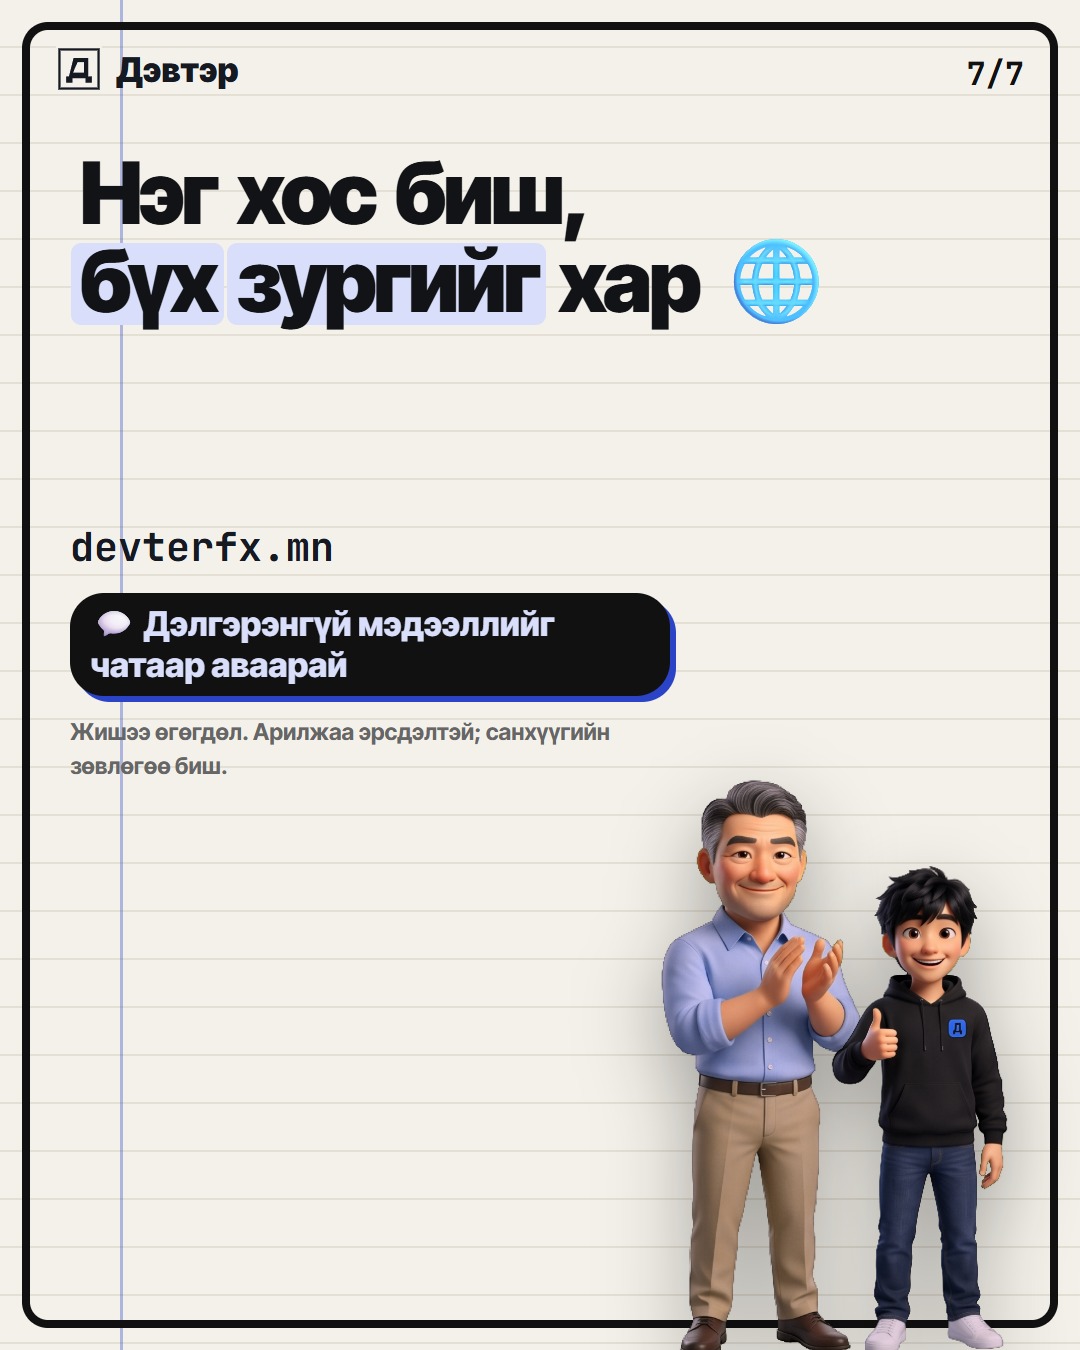 Д Дэвтэр
7/7
Нэг хос биш,
бүх зургийг хар
devterfx.mn
Дэлгэрэнгүй мэдээллийг
чатаар аваарай
Жишээ өгөгдөл. Арилжаа эрсдэлтэй; санхүүгийн
зөвлөгөө биш.
Д